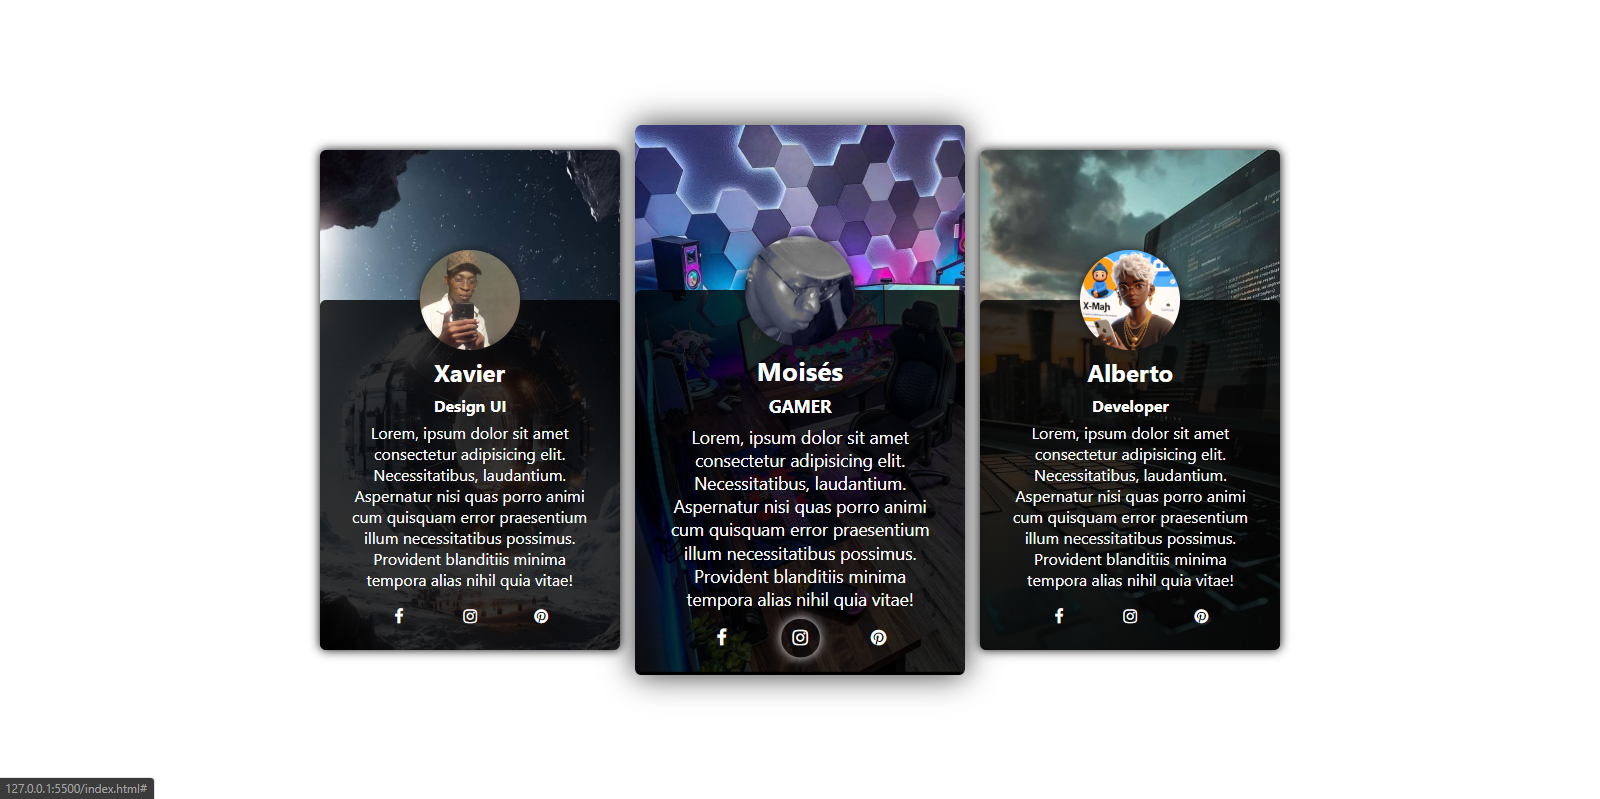 Xavier
Design UI
Lorem, ipsum dolor sit amet
consectetur adipisicing elit.
Necessitatibus, laudantium.
Aspernatur nisi quas porro animi
cum quisquam error praesentium
illum necessitatibus possimus.
Provident blanditiis minima
tempora alias nihil quia vitae!
Moisés
GAMER
Lorem, ipsum dolor sit amet
consectetur adipisicing elit.
Necessitatibus, laudantium.
Aspernatur nisi quas porro animi
cum quisquam error praesentium
illum necessitatibus possimus.
Provident blanditiis minima
tempora alias nihil quia vitae!
Alberto
Developer
Lorem, ipsum dolor sit amet
consectetur adipisicing elit.
Necessitatibus, laudantium.
Aspernatur nisi quas porro animi
cum quisquam error praesentium
illum necessitatibus possimus.
Provident blanditiis minima
tempora alias nihil quia vitae!
127.0.0.1:5500/index.html#